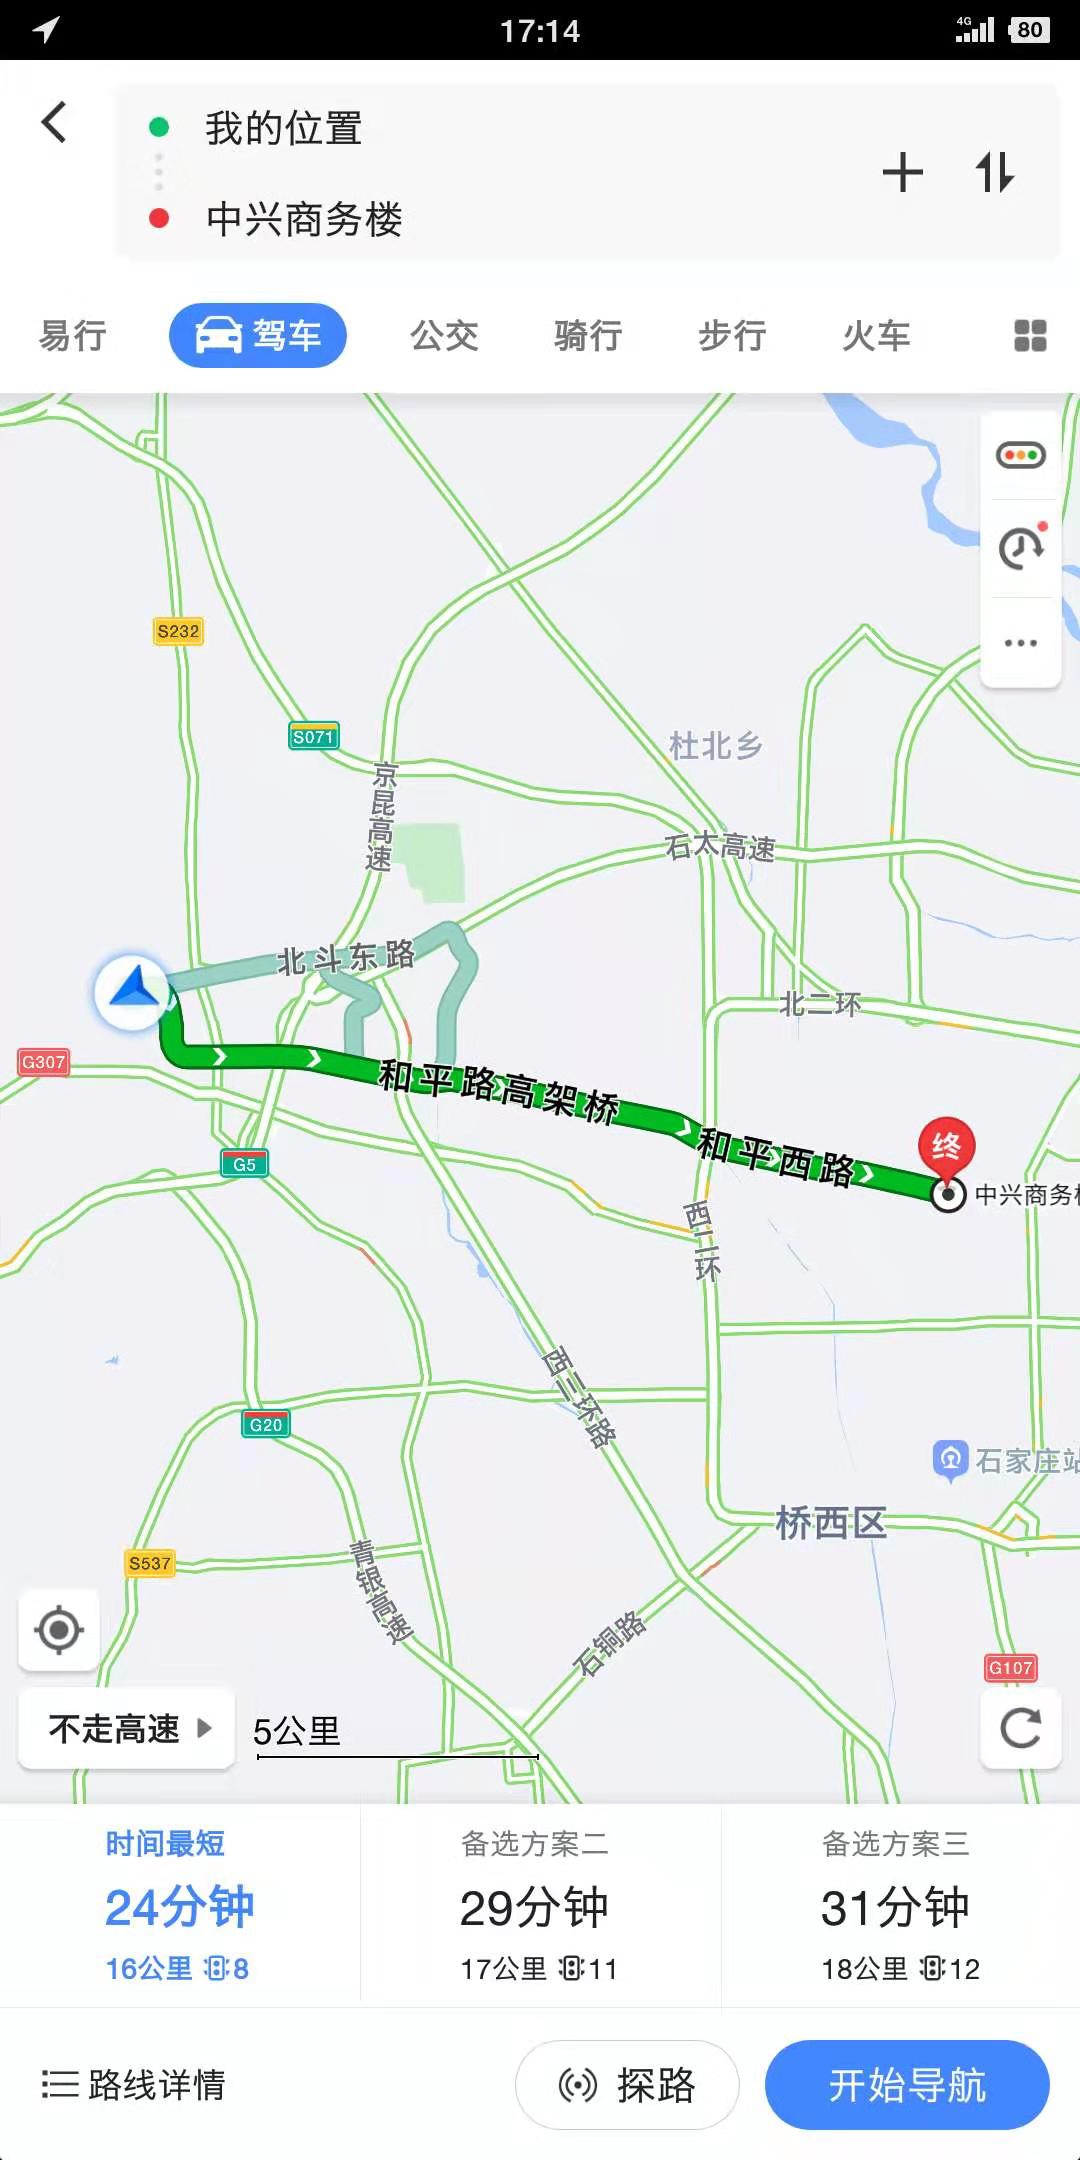 17:14
4G
80
我的位置
中兴商务楼
易行
驾车
公交
骑行
步行
火车
S232
S071
京昆高速
杜北乡
石太高速
北斗东路
北二环
G307
和平路高架桥
和平西路
终
中兴商务
G5
西二环
西三环路
G20
石家庄站
桥西区
S537
青银高速
石铜路
G107
不走高速
5公里
时间最短
备选方案二
备选方案三
24分钟
29分钟
31分钟
16公里 8
17公里 11
18公里 12
路线详情
探路
开始导航